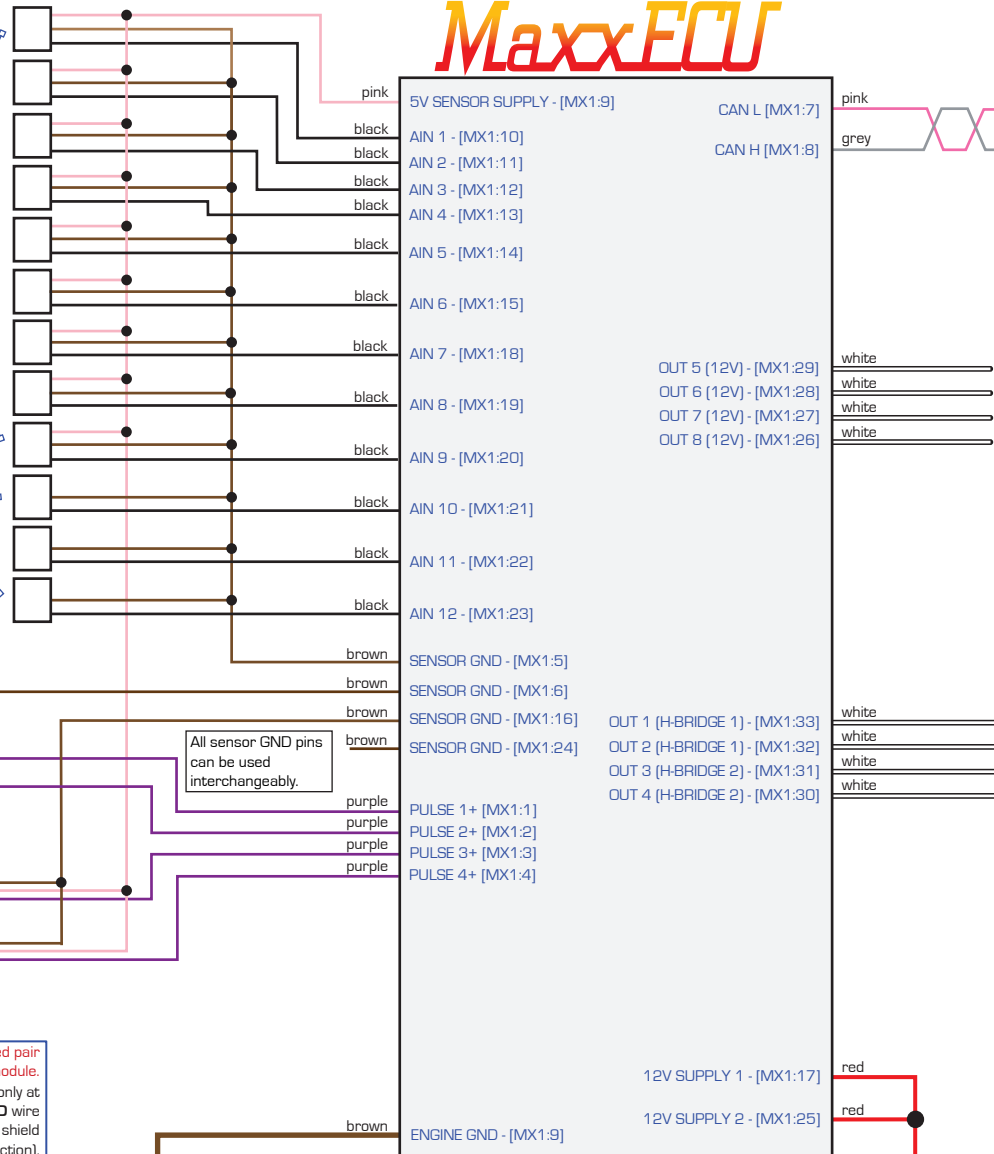 MaxxECU
pink
5V SENSOR SUPPLY - [MX1:9]
black
AIN 1 - [MX1:10]
black
AIN 2 - [MX1:11]
black
AIN 3 - [MX1:12]
black
AIN 4 - [MX1:13]
black
AIN 5 - [MX1:14]
black
AIN 6 - [MX1:15]
black
AIN 7 - [MX1:18]
black
AIN 8 - [MX1:19]
black
AIN 9 - [MX1:20]
black
AIN 10 - [MX1:21]
black
AIN 11 - [MX1:22]
black
AIN 12 - [MX1:23]
brown
SENSOR GND - [MX1:5]
brown
SENSOR GND - [MX1:6]
brown
SENSOR GND - [MX1:16]
brown
SENSOR GND - [MX1:24]
All sensor GND pins
can be used
interchangeably.
purple
PULSE 1+ [MX1:1]
purple
PULSE 2+ [MX1:2]
purple
PULSE 3+ [MX1:3]
purple
PULSE 4+ [MX1:4]
brown
ENGINE GND - [MX1:9]
CAN L [MX1:7]
pink
CAN H [MX1:8]
grey
OUT 5 (12V) - [MX1:29]
white
OUT 6 (12V) - [MX1:28]
white
OUT 7 (12V) - [MX1:27]
white
OUT 8 (12V) - [MX1:26]
white
OUT 1 (H-BRIDGE 1) - [MX1:33]
white
OUT 2 (H-BRIDGE 1) - [MX1:32]
white
OUT 3 (H-BRIDGE 2) - [MX1:31]
white
OUT 4 (H-BRIDGE 2) - [MX1:30]
white
12V SUPPLY 1 - [MX1:17]
red
12V SUPPLY 2 - [MX1:25]
red
pair
only at
wire
shield